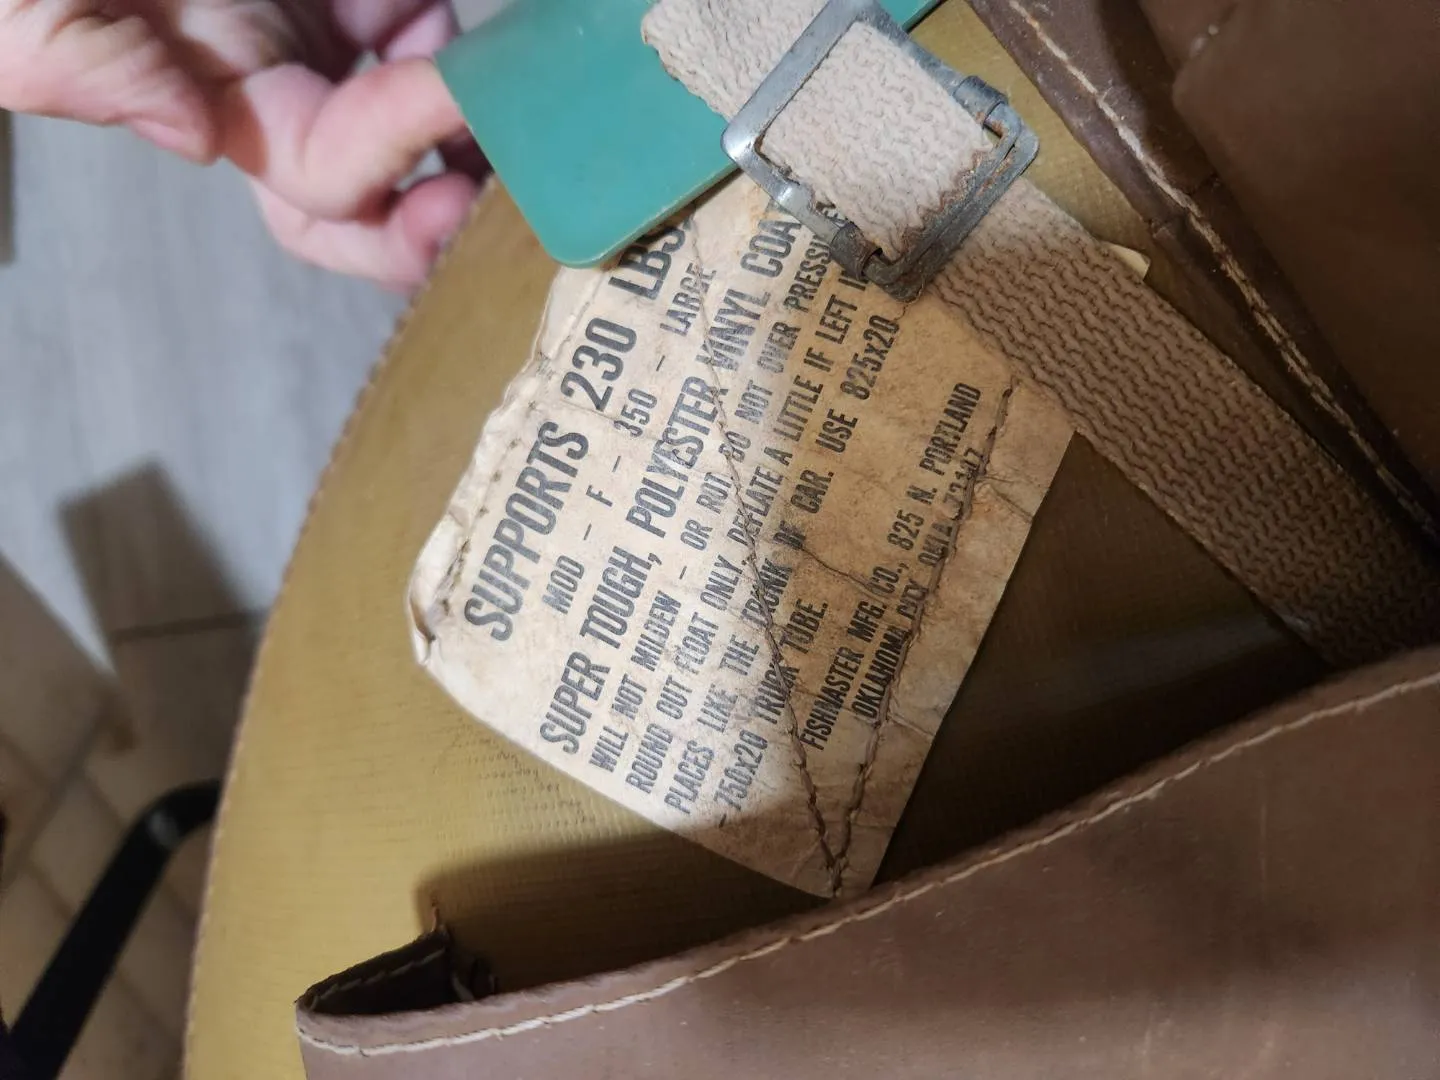 SUPPORTS 230 LBS.
MOD - F - 350 - LARGE
SUPER TOUGH, POLYESTER VINYL COAT
WILL NOT MILDEW - OR ROT. DO NOT OVER PRESSURE
ROUND OUT FLOAT ONLY. DEFLATE A LITTLE IF LEFT IN
PLACES LIKE THE TRUNK OF CAR. USE 825x20
- 750x20 TRUCK TUBE.
FISHMASTER MFG. CO., 825 N. PORTLAND
OKLAHOMA CITY, OKLA.